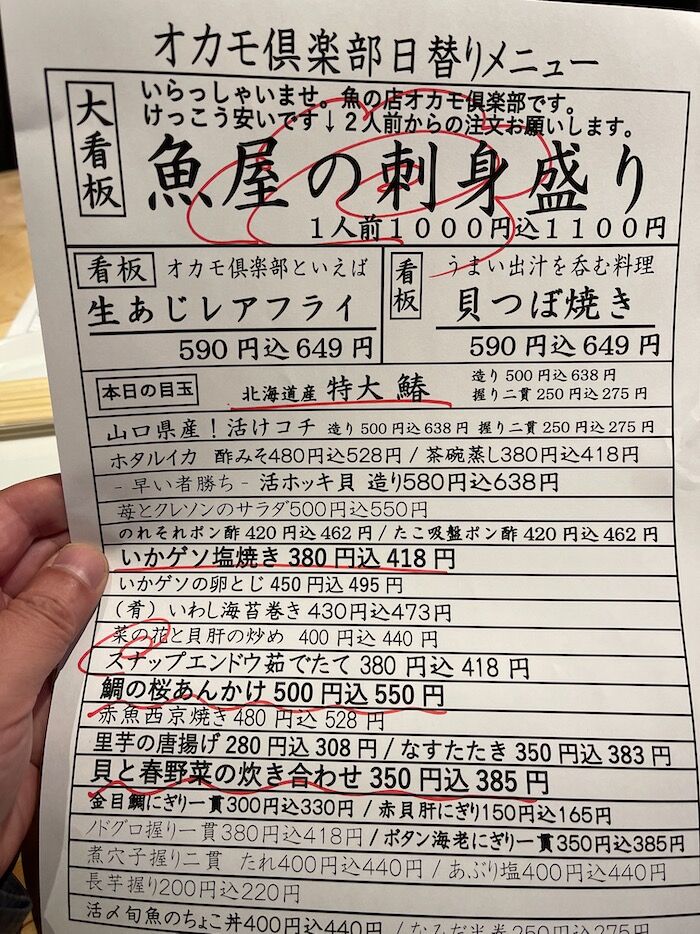 オカモ倶楽部日替りメニュー
大看板
いらっしゃいませ。魚の店オカモ倶楽部です。
けっこう安いです↓2人前からの注文お願いします。
魚屋の刺身盛り
1人前1000円込1100円
看板 オカモ倶楽部といえば
生あじレアフライ
590円込649円
看板 うまい出汁を呑む料理
貝つぼ焼き
590円込649円
本日の目玉 北海道産 特大 鰆 造り500円込638円
握り二貫250円込275円
山口県産！活けコチ 造り500円込638円 握り二貫250円込275円
ホタルイカ 酢みそ480円込528円 / 茶碗蒸し380円込418円
- 早い者勝ち - 活ホッキ貝 造り580円込638円
苺とクレソンのサラダ500円込550円
のれそれポン酢 420円込462円 / たこ吸盤ポン酢 420円込462円
いかゲソ塩焼き 380円込418円
いかゲソの卵とじ 450円込495円
（肴）いわし海苔巻き 430円込473円
菜の花と貝肝の炒め 400円込440円
スナップエンドウ茹でたて 380円込418円
鯛の桜あんかけ 500円込550円
赤魚西京焼き 480円込528円
里芋の唐揚げ 280円込308円 / なすたたき 350円込383円
貝と春野菜の炊き合わせ 350円込385円
金目鯛にぎり一貫300円込330円 / 赤貝肝にぎり150円込165円
ノドグロ握り一貫380円込418円 / ボタン海老にぎり一貫350円込385円
煮穴子握り二貫 たれ400円込440円 / あぶり塩400円込440円
長芋握り200円込220円
活〆旬魚のちょこ丼400円込440円 / なみだ半巻250円込275円